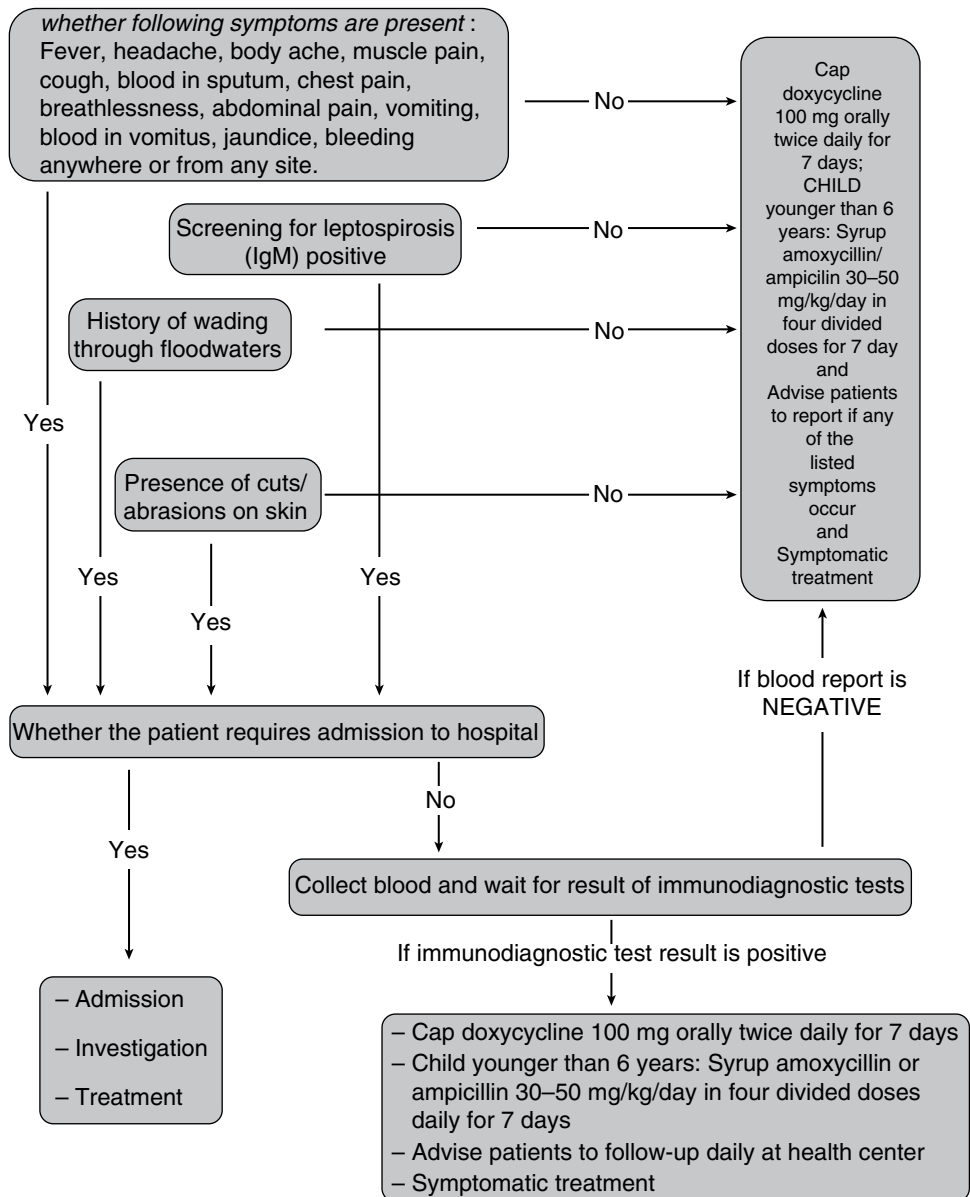 whether following symptoms are present :
Fever, headache, body ache, muscle pain,
cough, blood in sputum, chest pain,
breathlessness, abdominal pain, vomiting,
blood in vomitus, jaundice, bleeding
anywhere or from any site.
No
Cap
doxycycline
100 mg orally
twice daily for
7 days;
CHILD
younger than 6
years: Syrup
amoxycillin/
ampicilin 30–50
mg/kg/day in
four divided
doses for 7 day
and
Advise patients
to report if any
of the
listed
symptoms
occur
and
Symptomatic
treatment
Screening for leptospirosis
(IgM) positive
No
History of wading
through floodwaters
No
Yes
Presence of cuts/
abrasions on skin
No
Yes
Yes
Yes
If blood report is
NEGATIVE
Whether the patient requires admission to hospital
No
Yes
Collect blood and wait for result of immunodiagnostic tests
If immunodiagnostic test result is positive
– Admission
– Investigation
– Treatment
– Cap doxycycline 100 mg orally twice daily for 7 days
– Child younger than 6 years: Syrup amoxycillin or
ampicillin 30–50 mg/kg/day in four divided doses
daily for 7 days
– Advise patients to follow-up daily at health center
– Symptomatic treatment